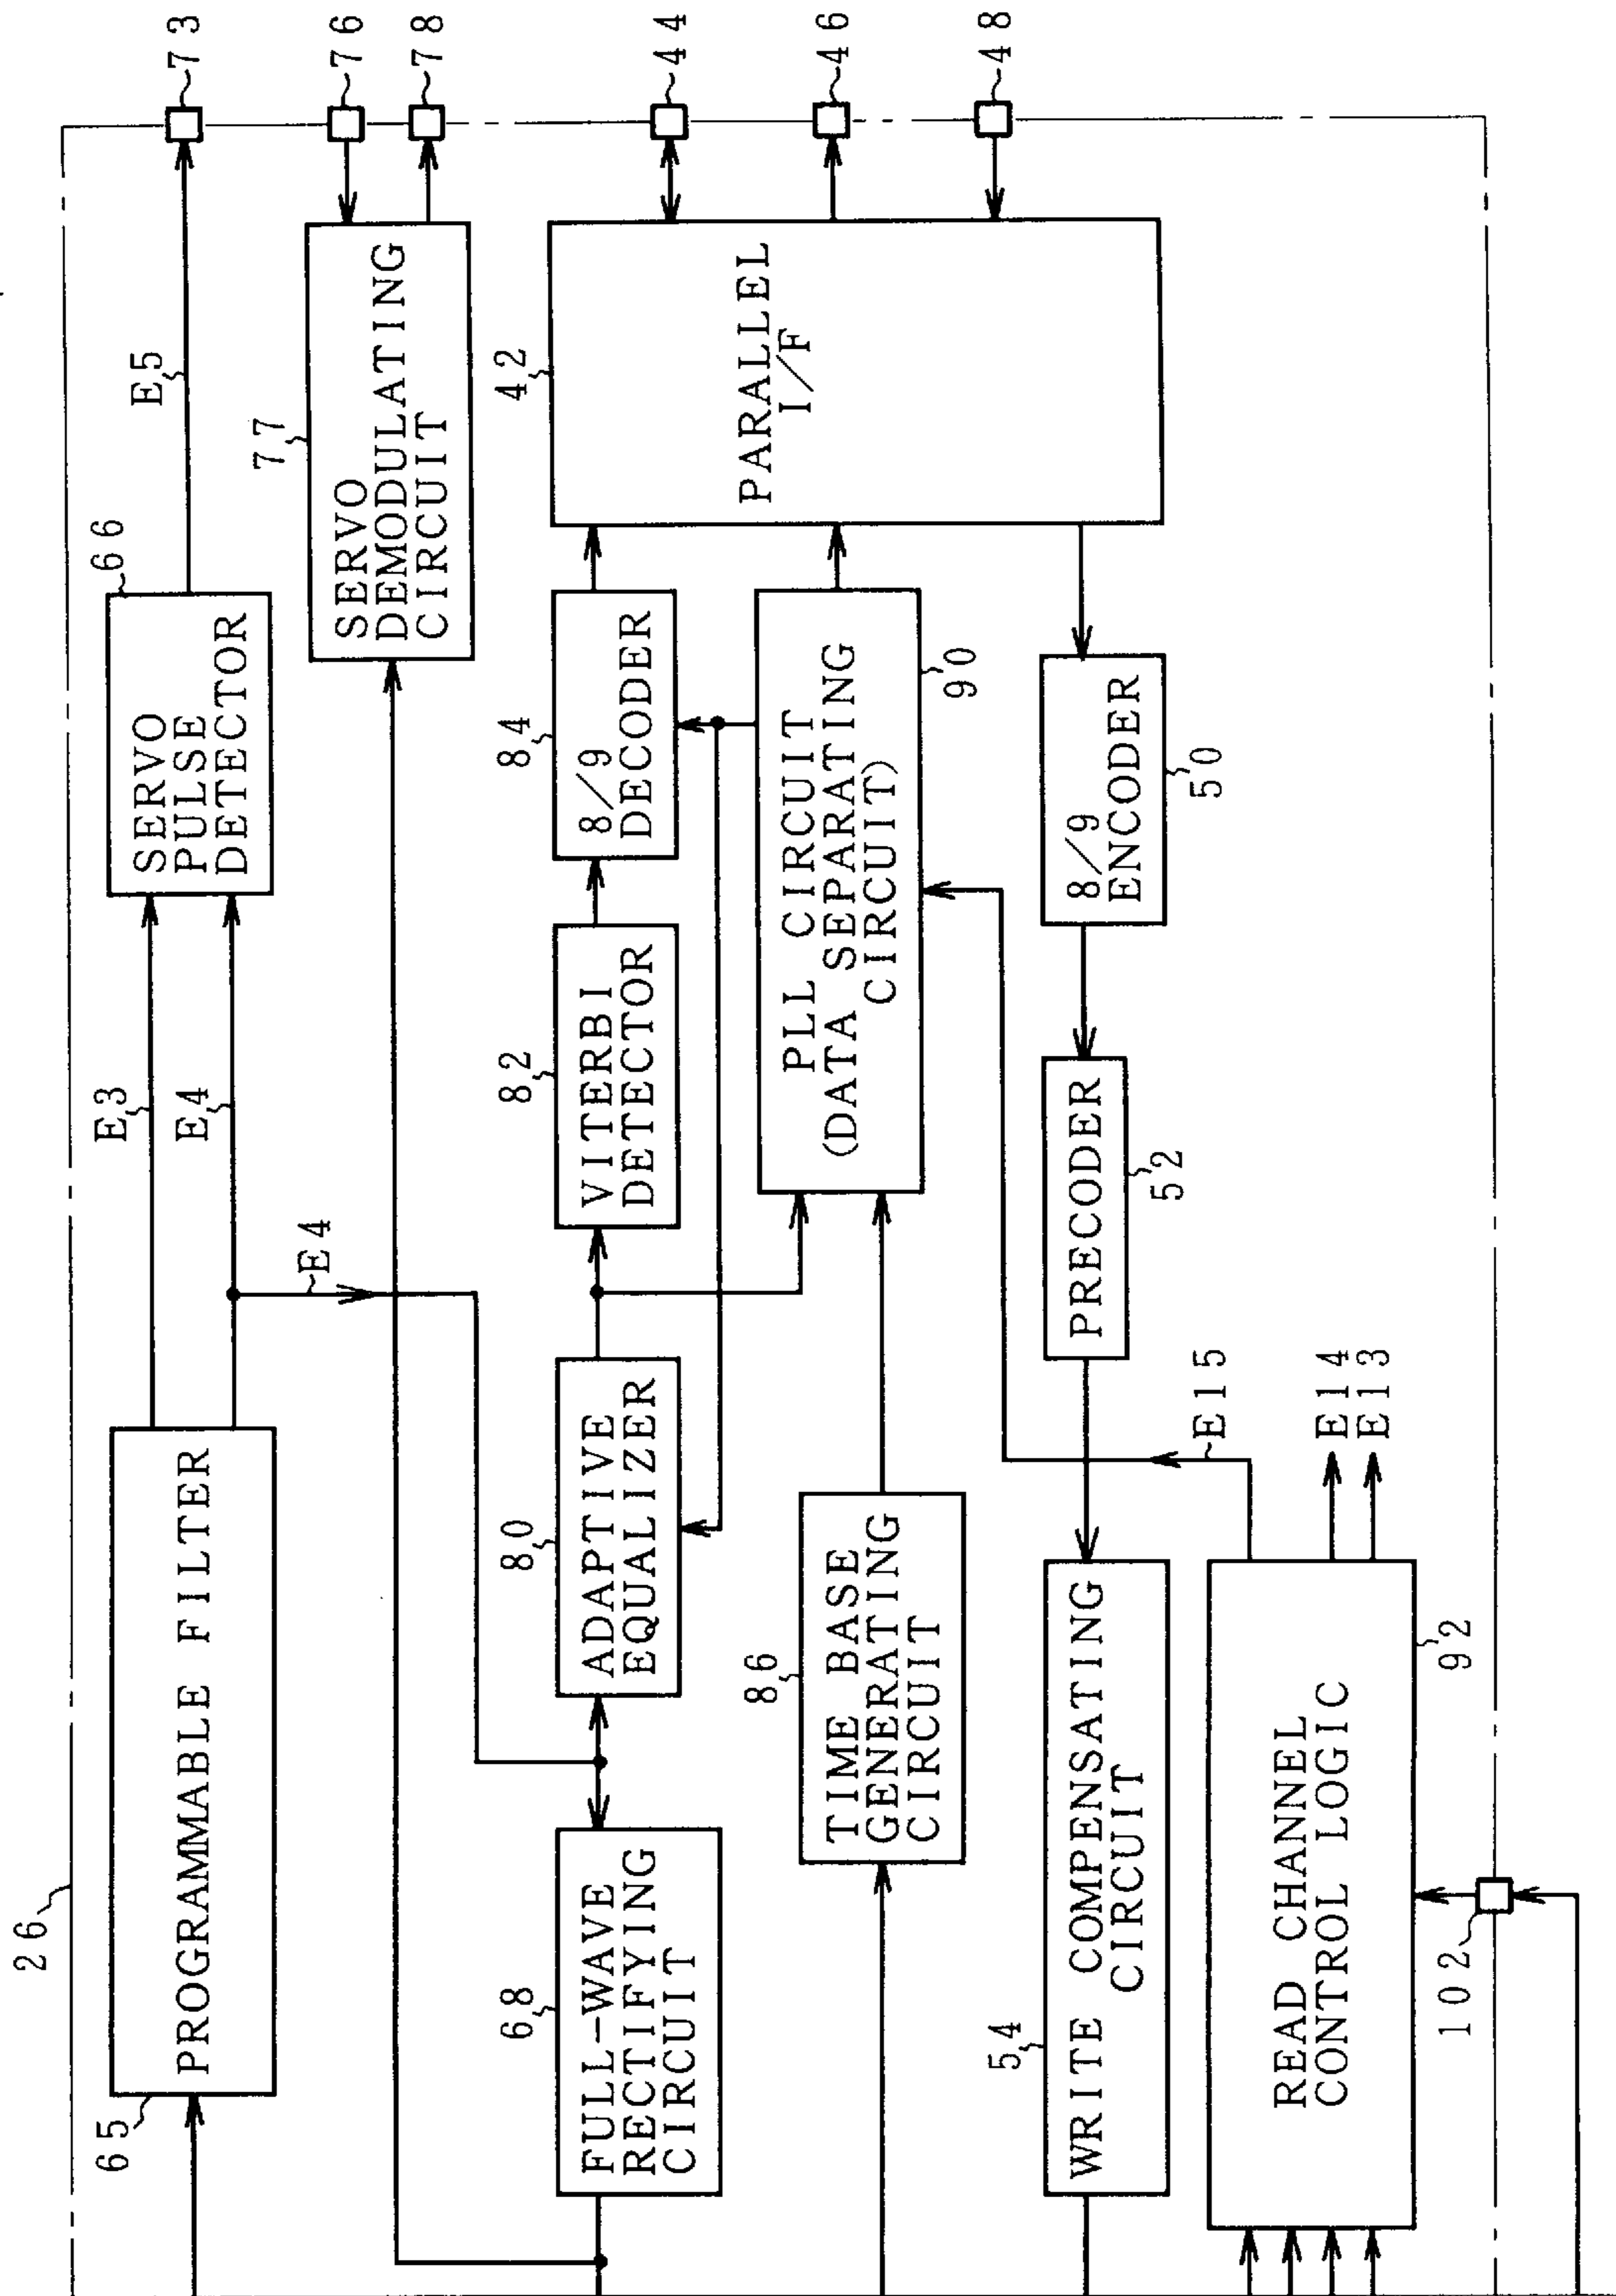 26
65
PROGRAMMABLE FILTER
E3
E4
66
SERVO
PULSE
DETECTOR
E5
73
E4
77
SERVO
DEMODULATING
CIRCUIT
76
78
68
FULL-WAVE
RECTIFYING
CIRCUIT
80
ADAPTIVE
EQUALIZER
82
VITERBI
DETECTOR
84
8/9
DECODER
42
PARALLEL
I/F
44
46
48
86
TIME BASE
GENERATING
CIRCUIT
PLL CIRCUIT
(DATA SEPARATING
CIRCUIT)
90
54
WRITE COMPENSATING
CIRCUIT
PRECODER
52
8/9
ENCODER
50
READ CHANNEL
CONTROL LOGIC
92
E15
E14
E13
102